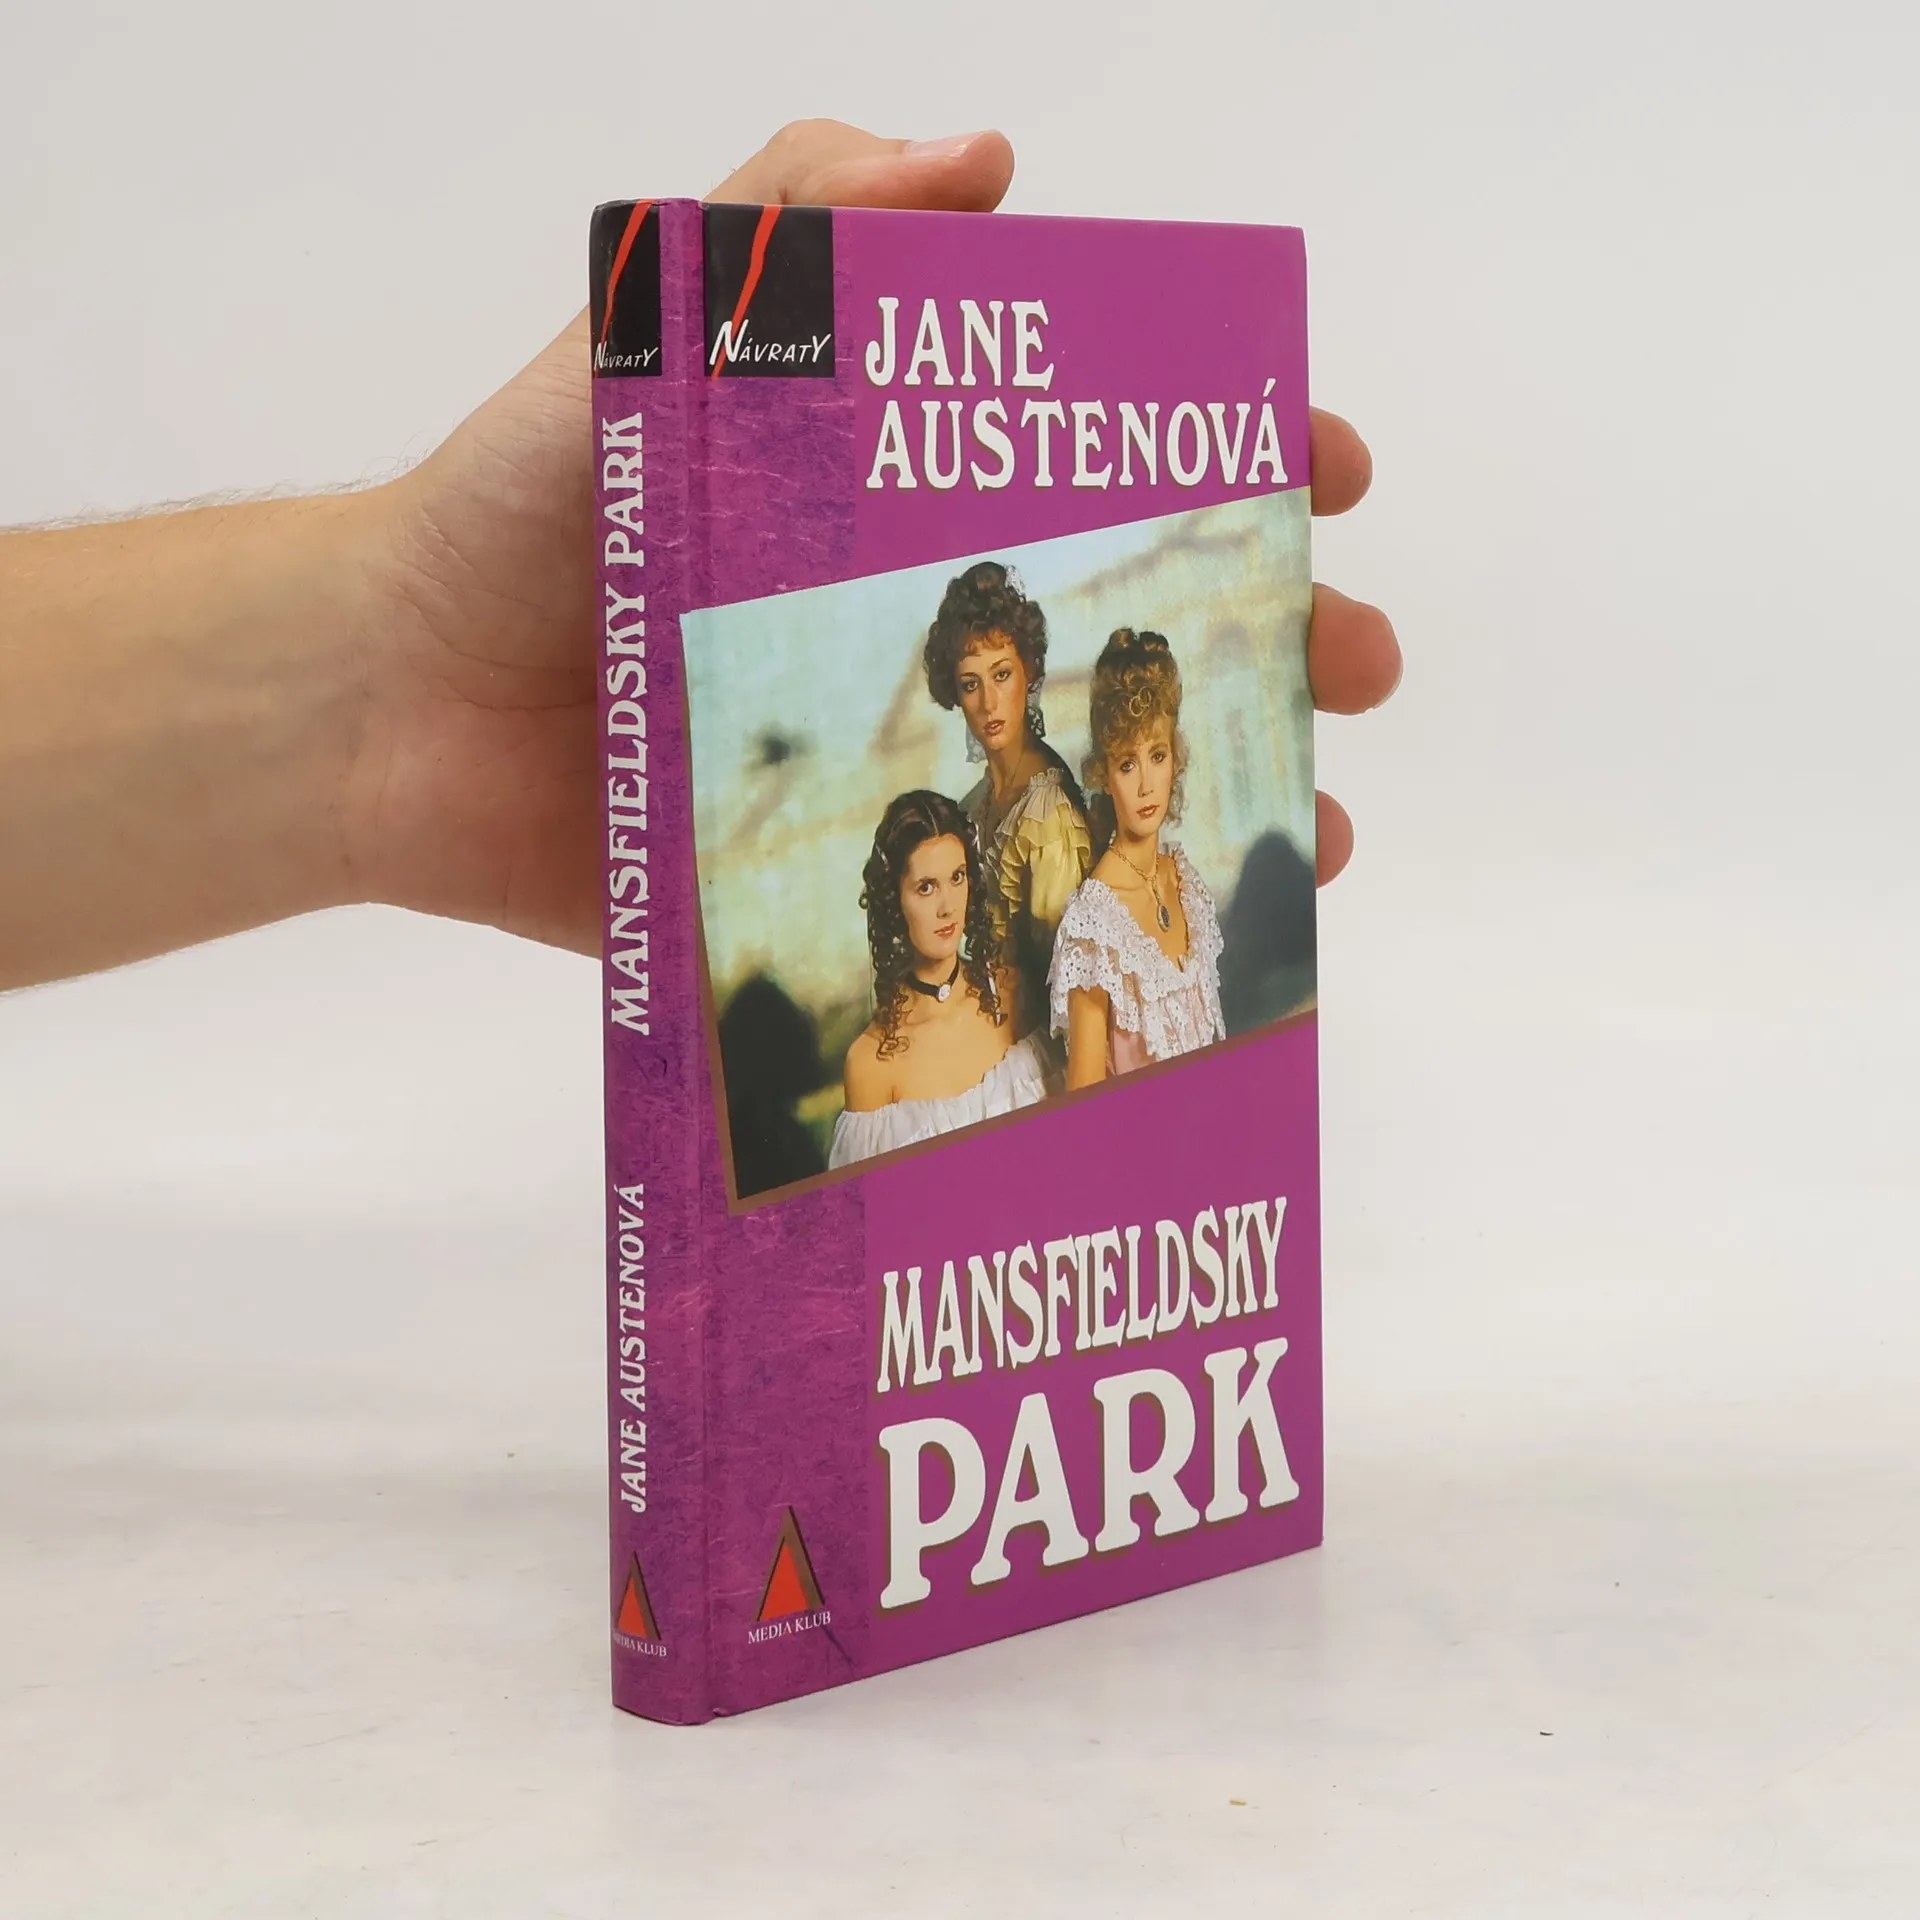 NÁVRATY
MANSFIELDSKY PARK
JANE AUSTENOVÁ
MEDIA KLUB
NÁVRATY
JANE
AUSTENOVÁ
MANSFIELDSKY
PARK
MEDIA KLUB